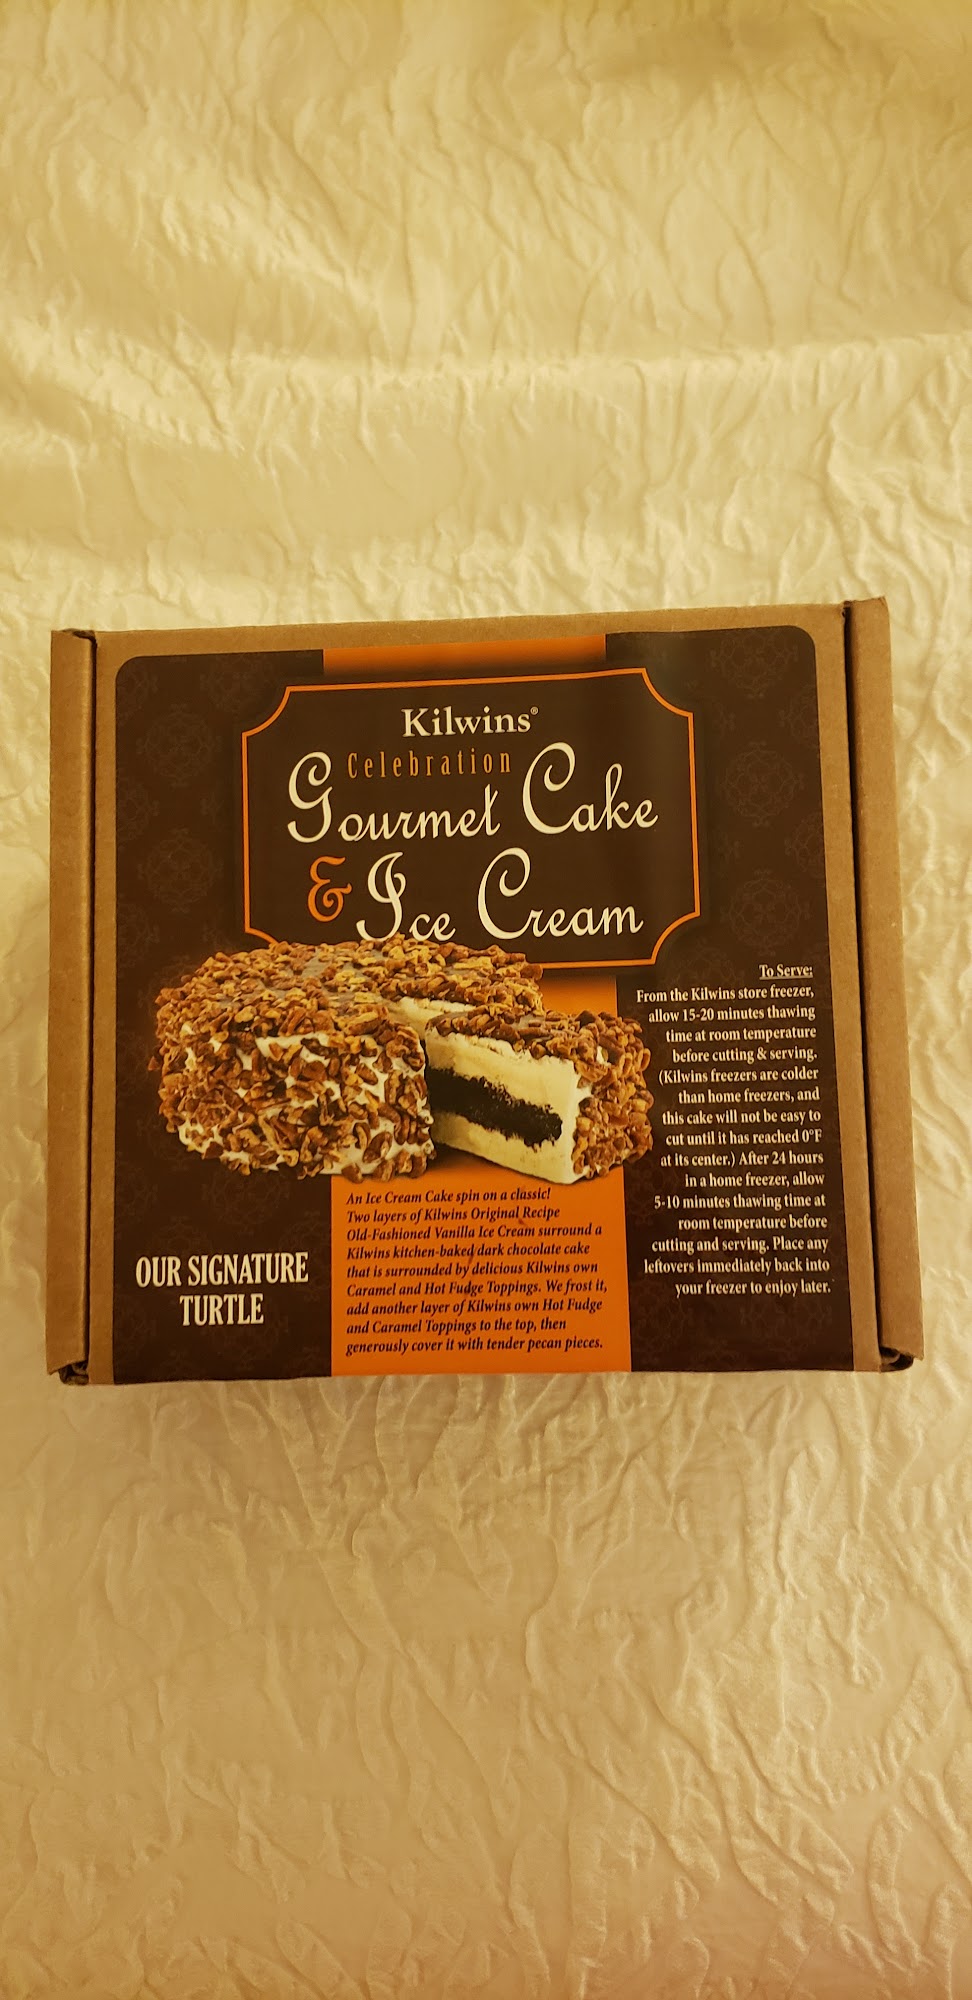 Kilwins®
Celebration
Gourmet Cake
& Ice Cream
To Serve:
From the Kilwins store freezer,
allow 15-20 minutes thawing
time at room temperature
before cutting & serving.
(Kilwins freezers are colder
than home freezers, and
this cake will not be easy to
cut until it has reached 0°F
at its center.) After 24 hours
in a home freezer, allow
5-10 minutes thawing time at
room temperature before
cutting and serving. Place any
leftovers immediately back into
your freezer to enjoy later.
An Ice Cream Cake spin on a classic!
Two layers of Kilwins Original Recipe
Old-Fashioned Vanilla Ice Cream surround a
Kilwins kitchen-baked dark chocolate cake
that is surrounded by delicious Kilwins own
Caramel and Hot Fudge Toppings. We frost it,
add another layer of Kilwins own Hot Fudge
and Caramel Toppings to the top, then
generously cover it with tender pecan pieces.
OUR SIGNATURE
TURTLE